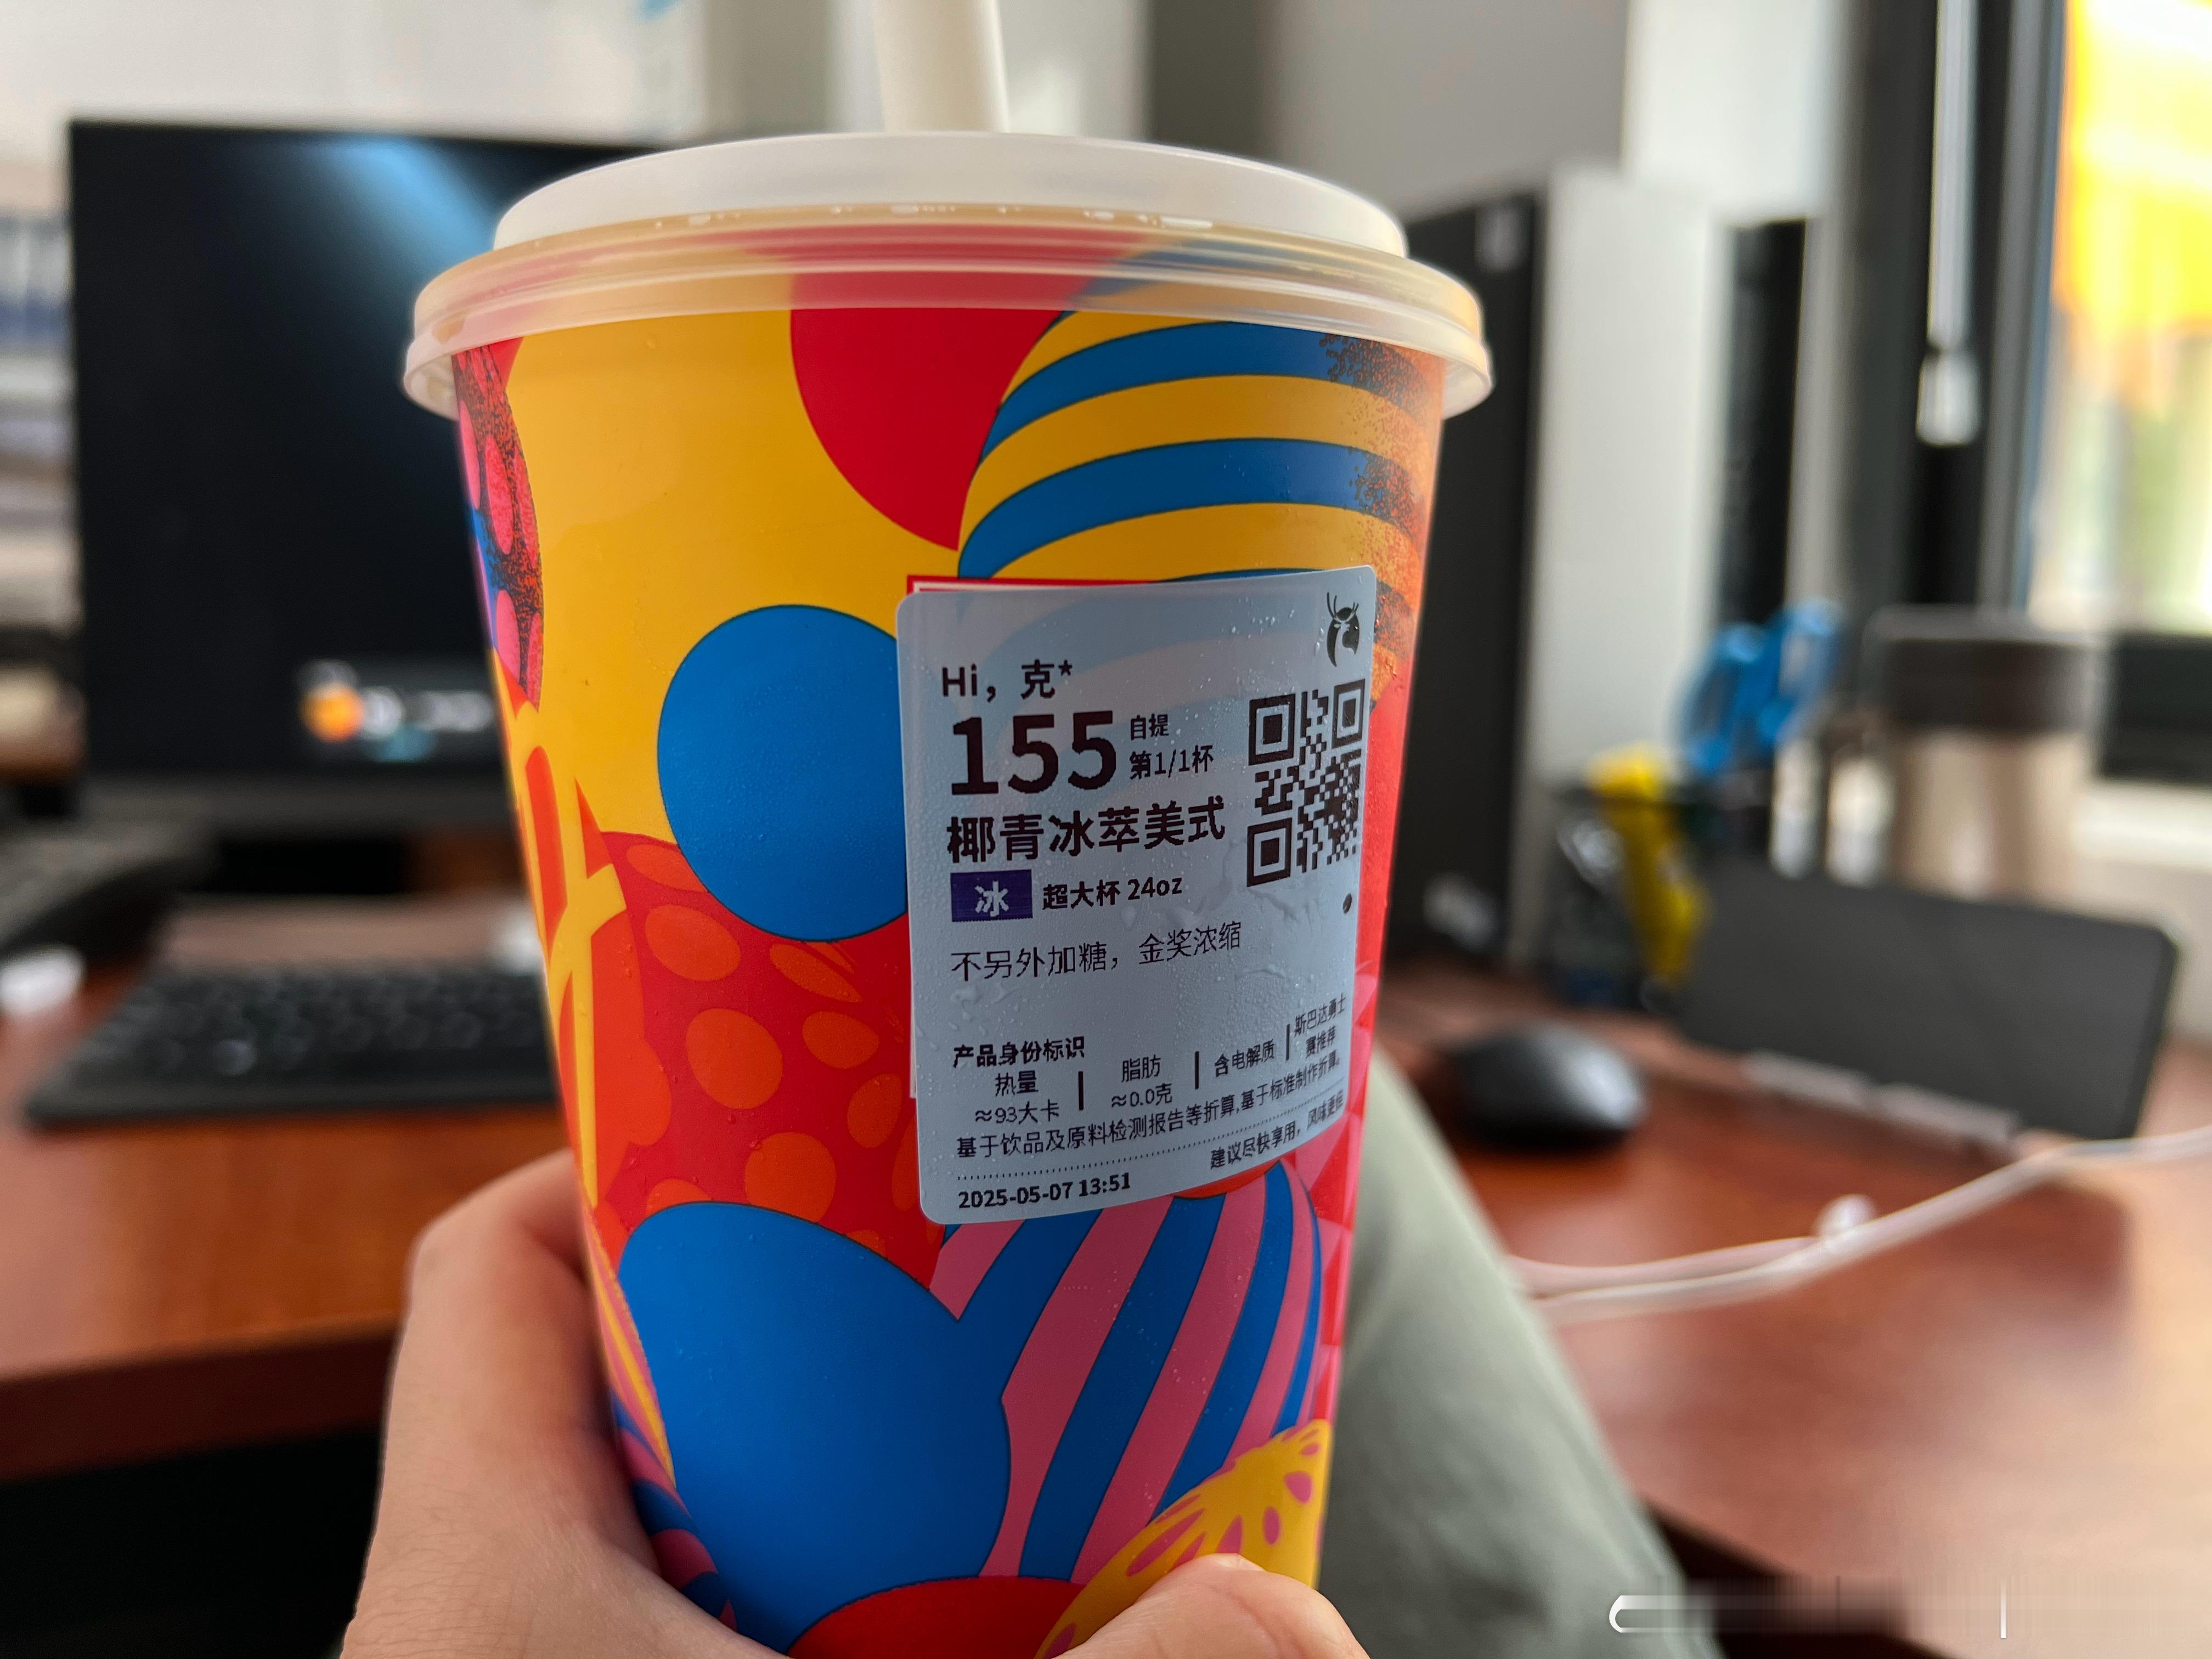 Hi，克*
155 自提
第1/1杯
椰青冰萃美式
冰 超大杯 24oz
不另外加糖，金奖浓缩
产品身份标识
热量
≈93大卡
脂肪
≈0.0克
含电解质
斯巴达勇士
赛推荐
基于饮品及原料检测报告等折算,基于标准制作折算。
建议尽快享用，风味更佳
2025-05-07 13:51